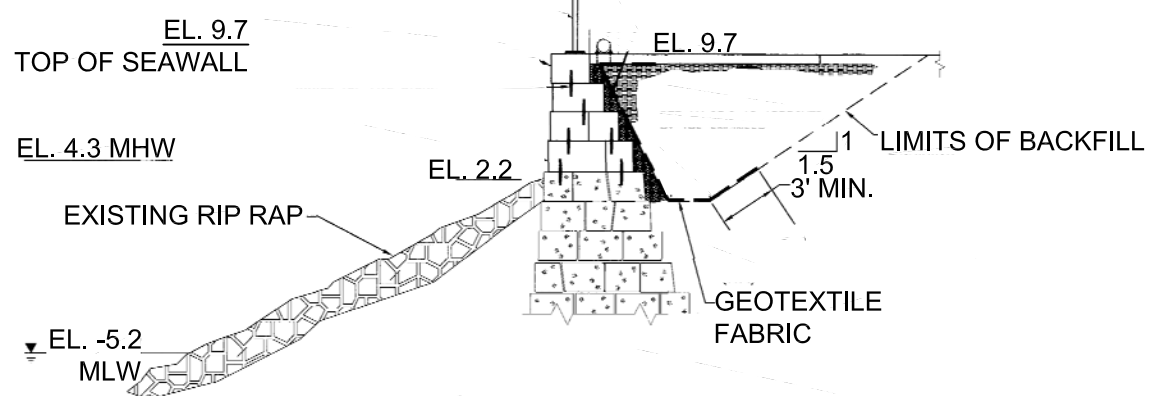 EL. 9.7
TOP OF SEAWALL
EL. 9.7
EL. 4.3 MHW
EL. 2.2
1
1.5
LIMITS OF BACKFILL
3' MIN.
EXISTING RIP RAP
GEOTEXTILE
FABRIC
EL. -5.2
MLW